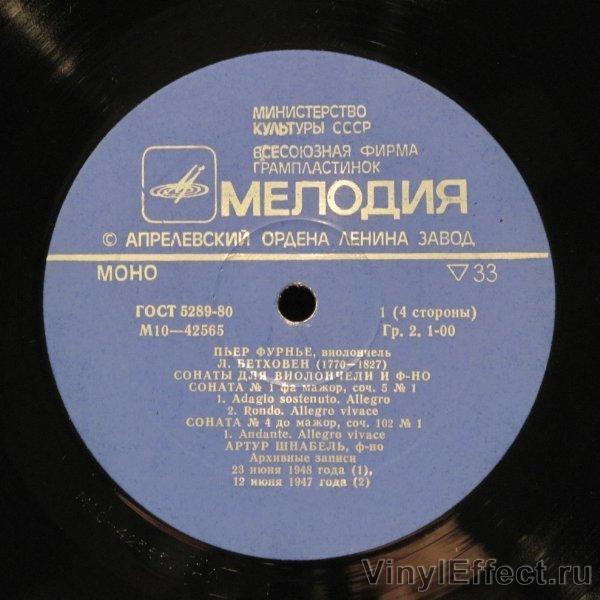 МИНИСТЕРСТВО
КУЛЬТУРЫ СССР
ВСЕСОЮЗНАЯ ФИРМА
ГРАМПЛАСТИНОК
МЕЛОДИЯ
© АПРЕЛЕВСКИЙ ОРДЕНА ЛЕНИНА ЗАВОД
МОНО ▽33
ГОСТ 5289-80 1 (4 стороны)
М10—42565 Гр. 2. 1-00
ПЬЕР ФУРНЬЕ, виолончель
Л. БЕТХОВЕН (1770—1827)
СОНАТЫ ДЛЯ ВИОЛОНЧЕЛИ И Ф-НО
СОНАТА № 1 фа мажор, соч. 5 № 1
1. Adagio sostenuto. Allegro
2. Rondo. Allegro vivace
СОНАТА № 4 до мажор, соч. 102 № 1
1. Andante. Allegro vivace
АРТУР ШНАБЕЛЬ, ф-но
Архивные записи
23 июня 1948 года (1),
12 июня 1947 года (2)
VinylEffect.ru